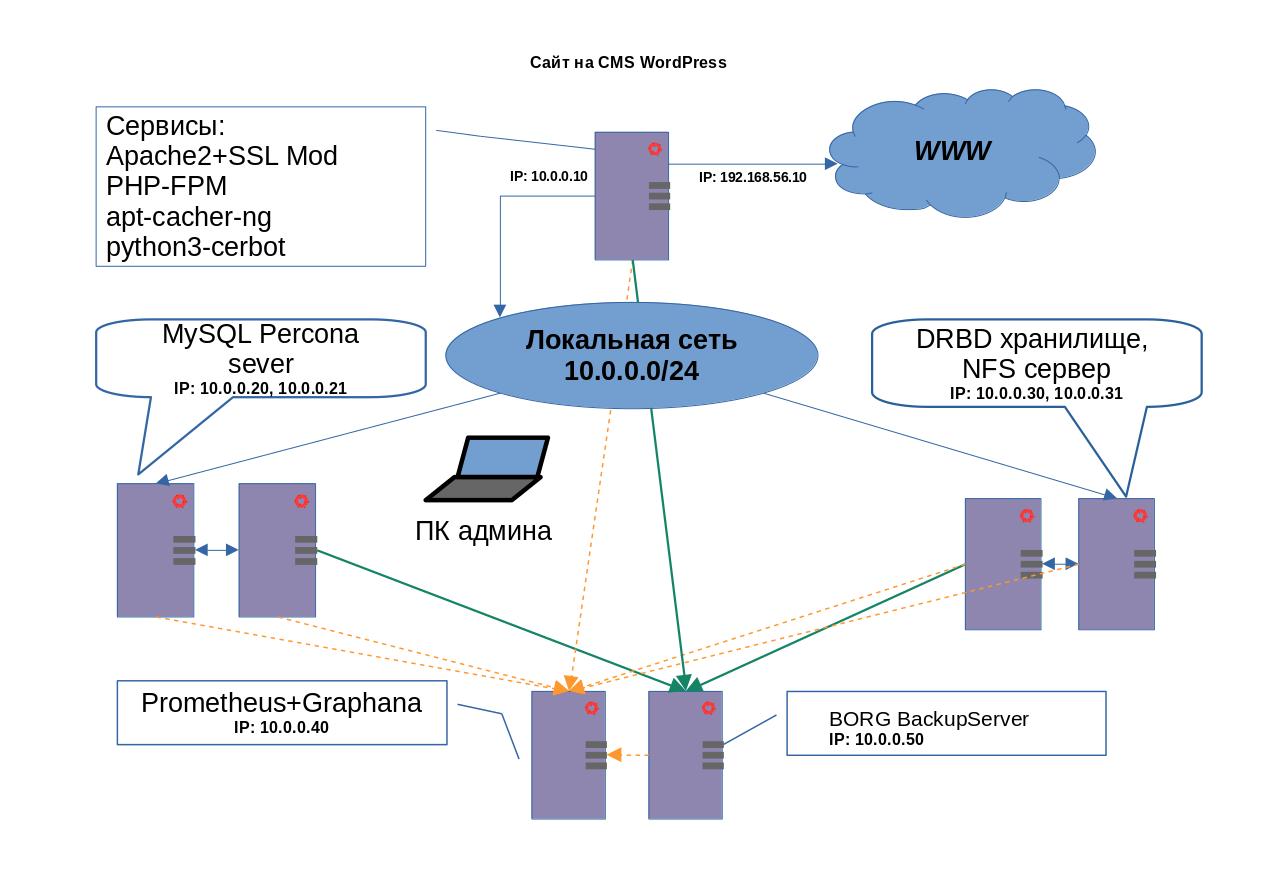 Сайт на CMS WordPress
Сервисы:
Apache2+SSL Mod
PHP-FPM
apt-cacher-ng
python3-cerbot
IP: 10.0.0.10
IP: 192.168.56.10
WWW
MySQL Percona
sever
IP: 10.0.0.20, 10.0.0.21
Локальная сеть
10.0.0.0/24
DRBD хранилище,
NFS сервер
IP: 10.0.0.30, 10.0.0.31
ПК админа
Prometheus+Graphana
IP: 10.0.0.40
BORG BackupServer
IP: 10.0.0.50